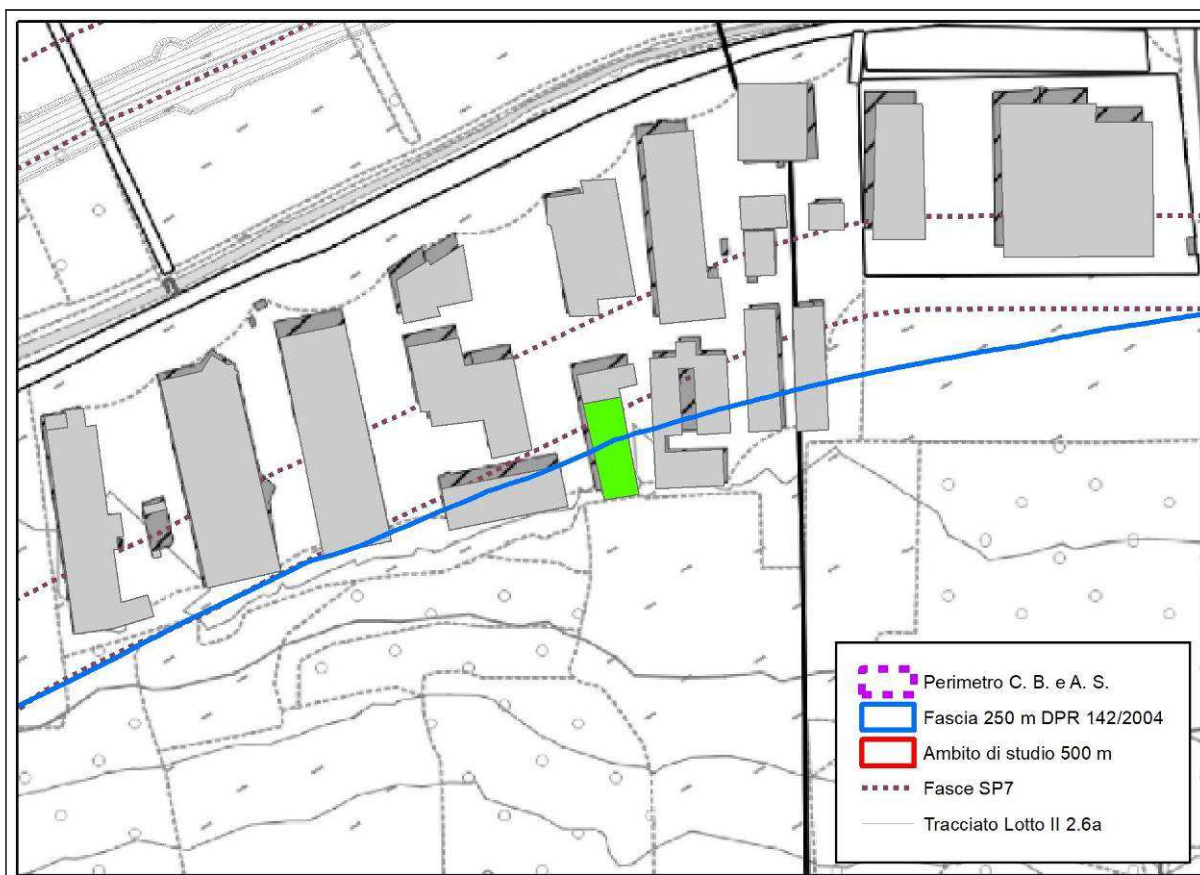 Perimetro C. B. e A. S.
Fascia 250 m DPR 142/2004
Ambito di studio 500 m
Fasce SP7
Tracciato Lotto II 2.6a